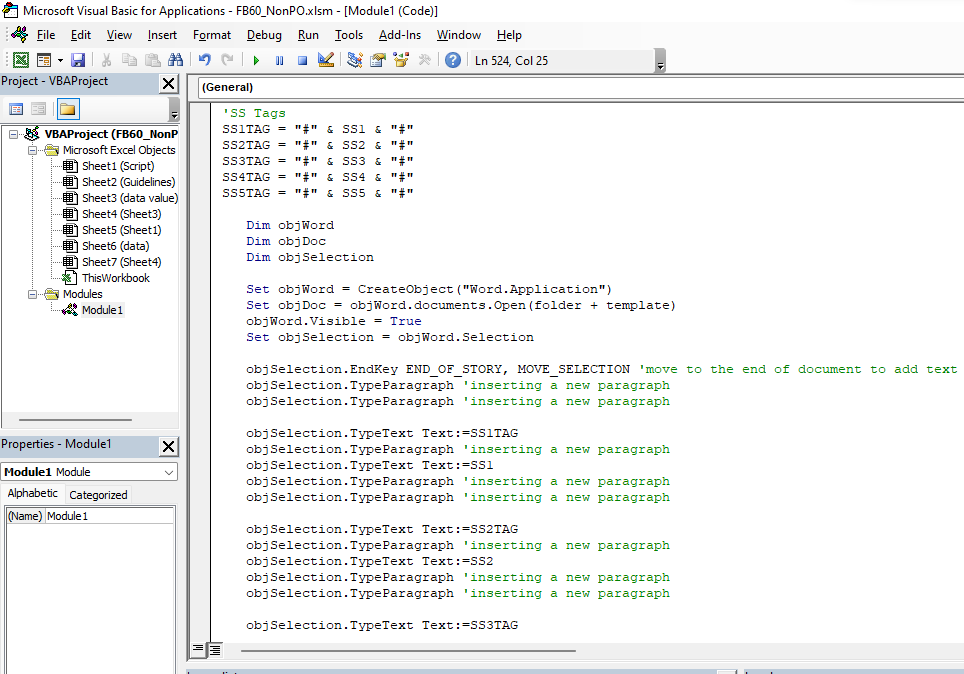 Microsoft Visual Basic for Applications - FB60_NonPO.xlsm - [Module1 (Code)]
File Edit View Insert Format Debug Run Tools Add-Ins Window Help
Ln 524, Col 25
Project - VBAProject
VBAProject (FB60_NonP
Microsoft Excel Objects
Sheet1 (Script)
Sheet2 (Guidelines)
Sheet3 (data value)
Sheet4 (Sheet3)
Sheet5 (Sheet1)
Sheet6 (data)
Sheet7 (Sheet4)
ThisWorkbook
Modules
Module1
Properties - Module1
Module1 Module
Alphabetic Categorized
(Name) Module1
(General)
'SS Tags
SS1TAG = "#" & SS1 & "#"
SS2TAG = "#" & SS2 & "#"
SS3TAG = "#" & SS3 & "#"
SS4TAG = "#" & SS4 & "#"
SS5TAG = "#" & SS5 & "#"
Dim objWord
Dim objDoc
Dim objSelection
Set objWord = CreateObject("Word.Application")
Set objDoc = objWord.documents.Open(folder + template)
objWord.Visible = True
Set objSelection = objWord.Selection
objSelection.EndKey END_OF_STORY, MOVE_SELECTION 'move to the end of document to add text
objSelection.TypeParagraph 'inserting a new paragraph
objSelection.TypeParagraph 'inserting a new paragraph
objSelection.TypeText Text:=SS1TAG
objSelection.TypeParagraph 'inserting a new paragraph
objSelection.TypeText Text:=SS1
objSelection.TypeParagraph 'inserting a new paragraph
objSelection.TypeParagraph 'inserting a new paragraph
objSelection.TypeText Text:=SS2TAG
objSelection.TypeParagraph 'inserting a new paragraph
objSelection.TypeText Text:=SS2
objSelection.TypeParagraph 'inserting a new paragraph
objSelection.TypeParagraph 'inserting a new paragraph
objSelection.TypeText Text:=SS3TAG